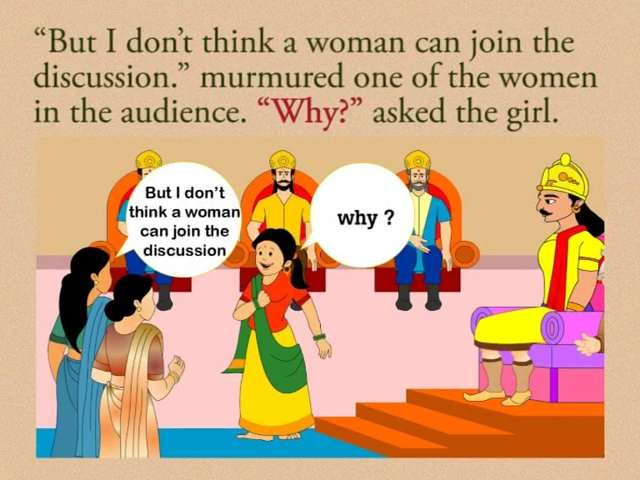 “But I don’t think a woman can join the
discussion.” murmured one of the women
in the audience. “Why?” asked the girl.
But I don’t
think a woman
can join the
discussion
why ?